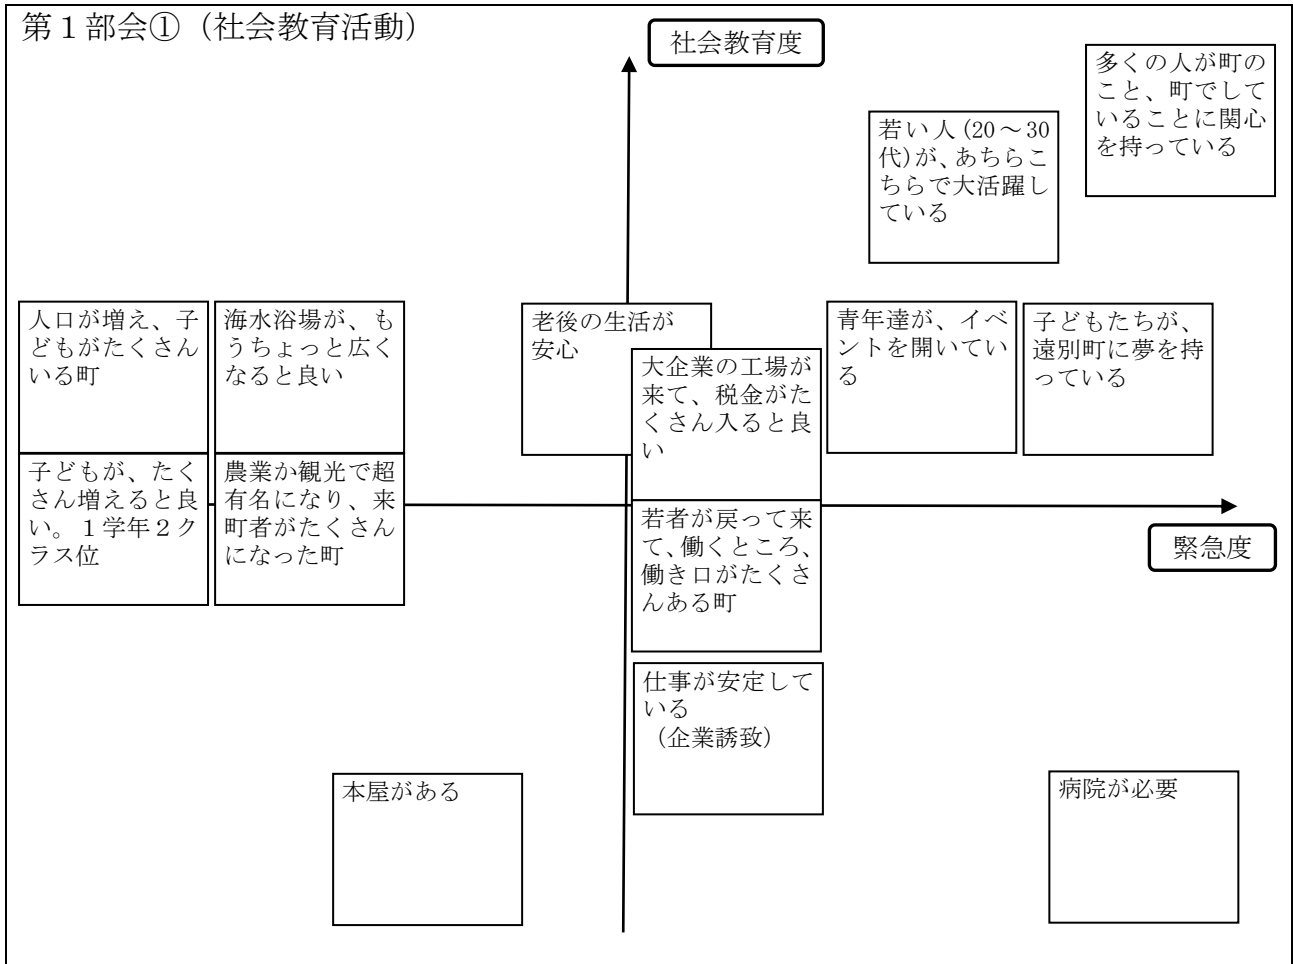 第１部会①（社会教育活動）
社会教育度
多くの人が町の
こと、町でして
いることに関心
を持っている
若い人(20～30
代)が、あちらこ
ちらで大活躍し
ている
人口が増え、子
どもがたくさん
いる町
海水浴場が、も
うちょっと広く
なると良い
老後の生活が
安心
大企業の工場が
来て、税金がた
くさん入ると良
い
青年達が、イベ
ントを開いてい
る
子どもたちが、
遠別町に夢を持
っている
子どもが、たく
さん増えると良
い。１学年２ク
ラス位
農業か観光で超
有名になり、来
町者がたくさん
になった町
若者が戻って来
て、働くところ、
働き口がたくさ
んある町
緊急度
仕事が安定して
いる
（企業誘致）
本屋がある
病院が必要